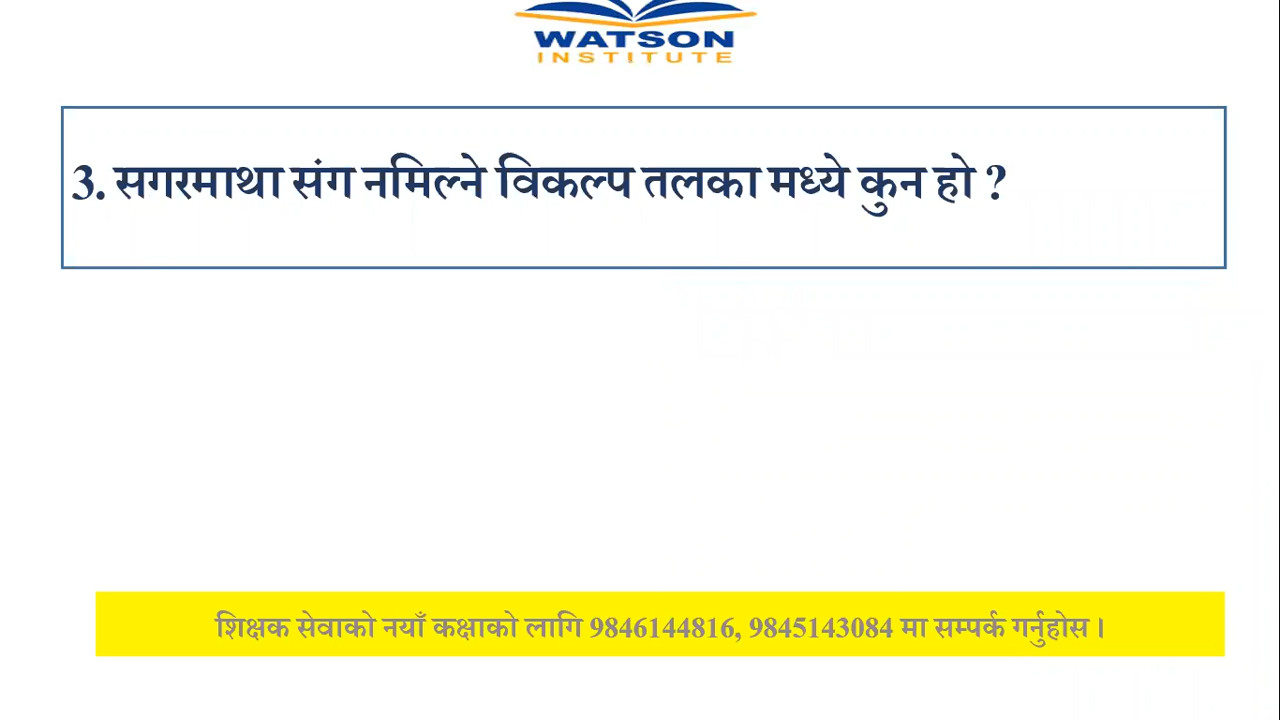 WATSON
INSTITUTE
3. सगरमाथा संग नमिल्ने विकल्प तलका मध्ये कुन हो ?
शिक्षक सेवाको नयाँ कक्षाको लागि 9846144816, 9845143084 मा सम्पर्क गर्नुहोस ।